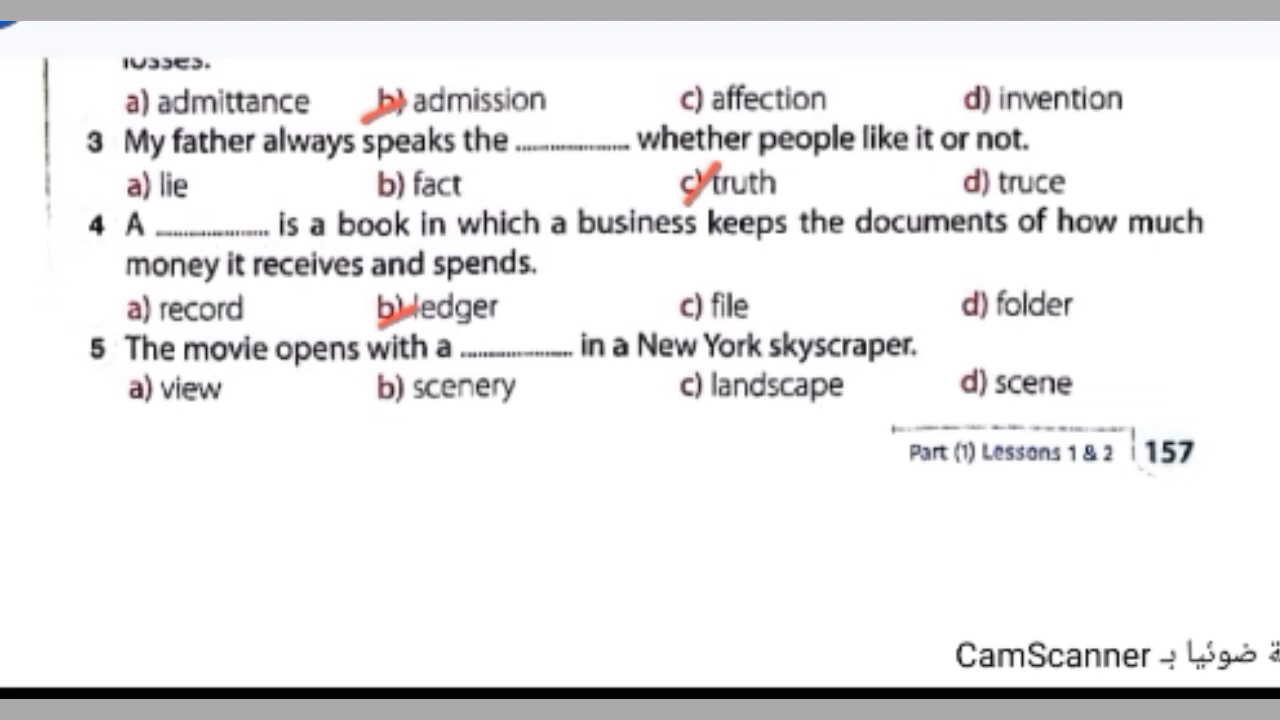 losses.
a) admittance b) admission c) affection d) invention
3 My father always speaks the ................... whether people like it or not.
a) lie b) fact c) truth d) truce
4 A ................... is a book in which a business keeps the documents of how much
money it receives and spends.
a) record b) ledger c) file d) folder
5 The movie opens with a ................... in a New York skyscraper.
a) view b) scenery c) landscape d) scene
Part (1) Lessons 1 & 2 157
ضوئيا بـ CamScanner